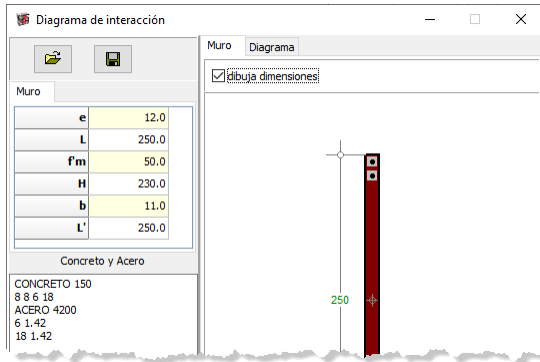 Diagrama de interacción
Muro Diagrama
dibuja dimensiones
Muro
e 12.0
L 250.0
f'm 50.0
H 230.0
b 11.0
L' 250.0
Concreto y Acero
CONCRETO 150
8 8 6 18
ACERO 4200
6 1.42
18 1.42
250